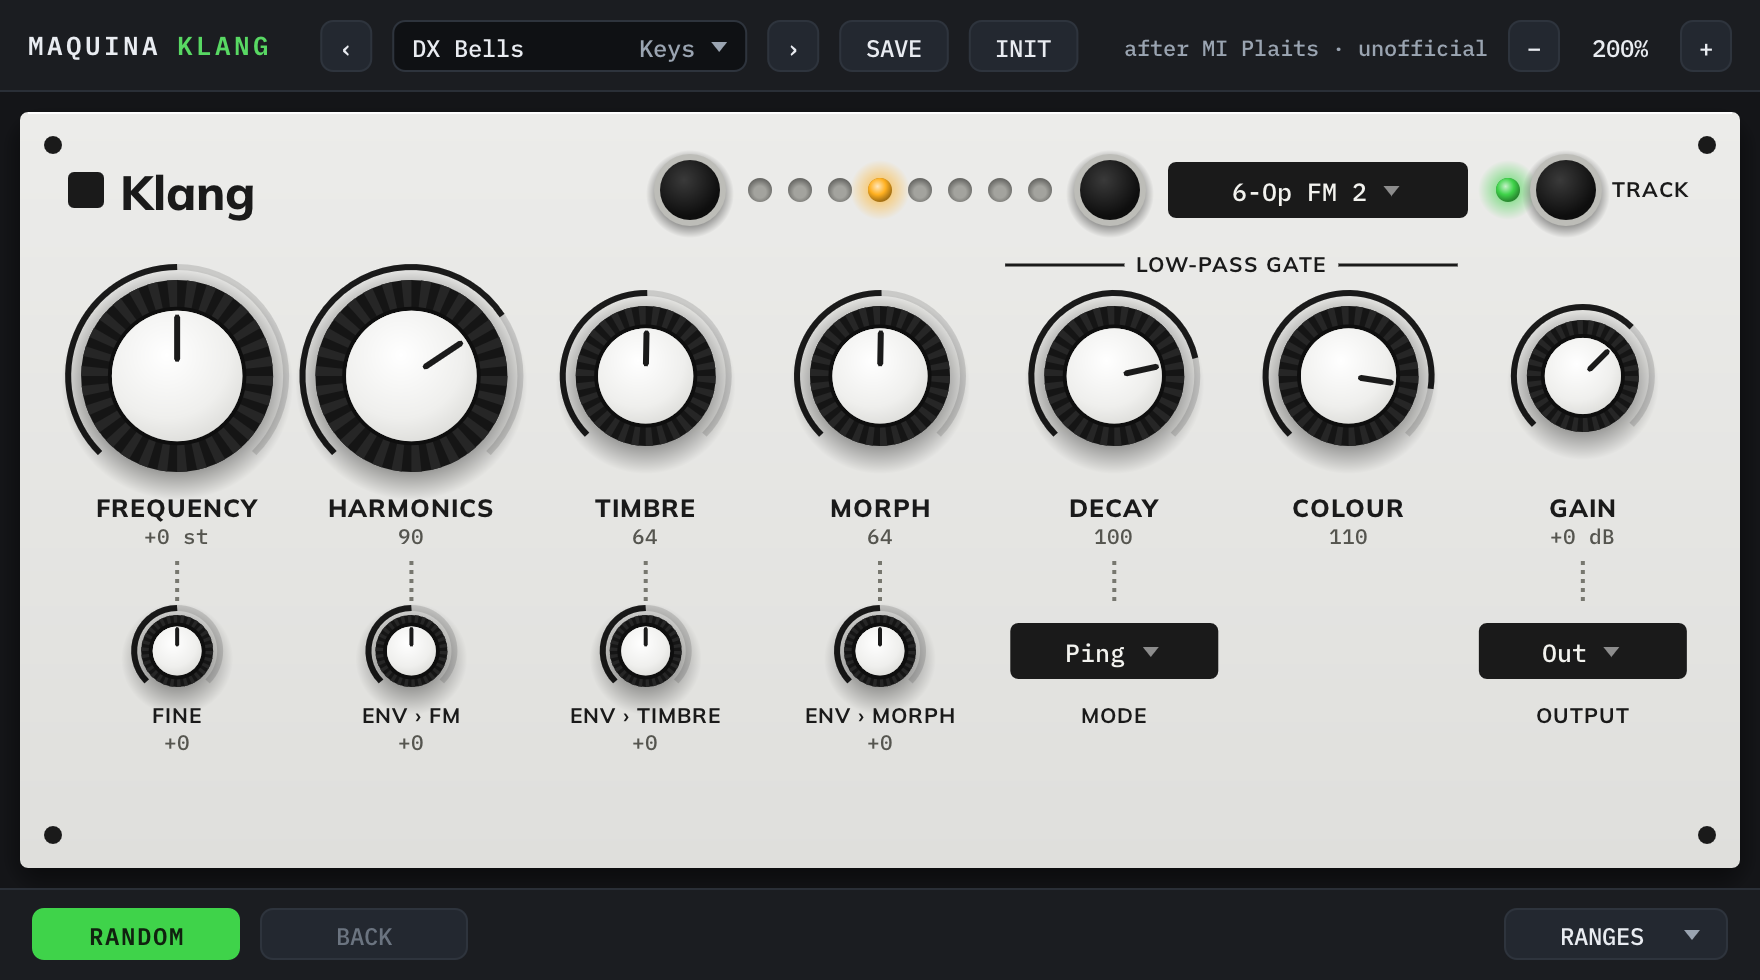 MAQUINA KLANG
‹
DX Bells
Keys
›
SAVE
INIT
after MI Plaits · unofficial
−
200%
+
Klang
6-Op FM 2
TRACK
LOW-PASS GATE
FREQUENCY
+0 st
HARMONICS
90
TIMBRE
64
MORPH
64
DECAY
100
COLOUR
110
GAIN
+0 dB
FINE
+0
ENV › FM
+0
ENV › TIMBRE
+0
ENV › MORPH
+0
Ping
MODE
Out
OUTPUT
RANDOM
BACK
RANGES